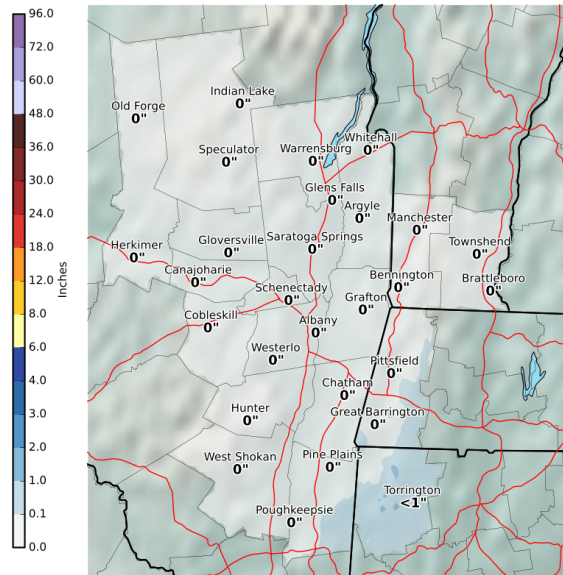 96.0
72.0
60.0
48.0
36.0
30.0
24.0
18.0
12.0
8.0
6.0
4.0
3.0
2.0
1.0
0.1
0.0
Inches
Indian Lake
0"
Old Forge
0"
Whitehall
0"
Speculator
0"
Warrensburg
0"
Glens Falls
0"
Argyle
0"
Manchester
0"
Gloversville
0"
Saratoga Springs
0"
Herkimer
0"
Townshend
0"
Canajoharie
0"
Bennington
0"
Brattleboro
0"
Schenectady
0"
Grafton
0"
Cobleskill
0"
Albany
0"
Westerlo
0"
Pittsfield
0"
Chatham
0"
Hunter
0"
Great Barrington
0"
West Shokan
0"
Pine Plains
0"
Torrington
<1"
Poughkeepsie
0"